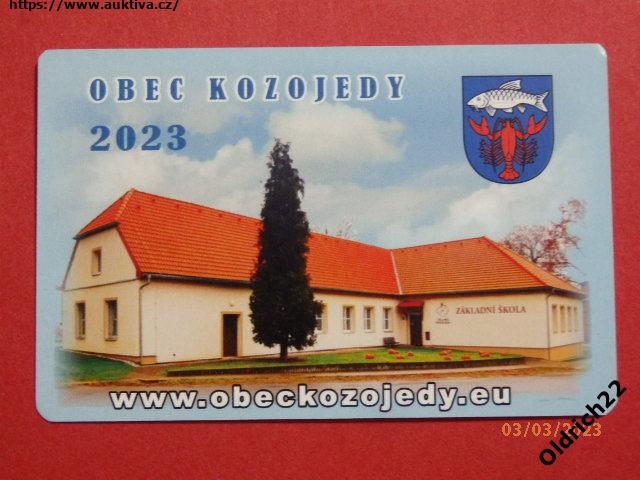 https://www.auktiva.cz/
OBEC KOZOJEDY
2023
ZÁKLADNÍ ŠKOLA
www.obeckozojedy.eu
03/03/2023
Oldrich22